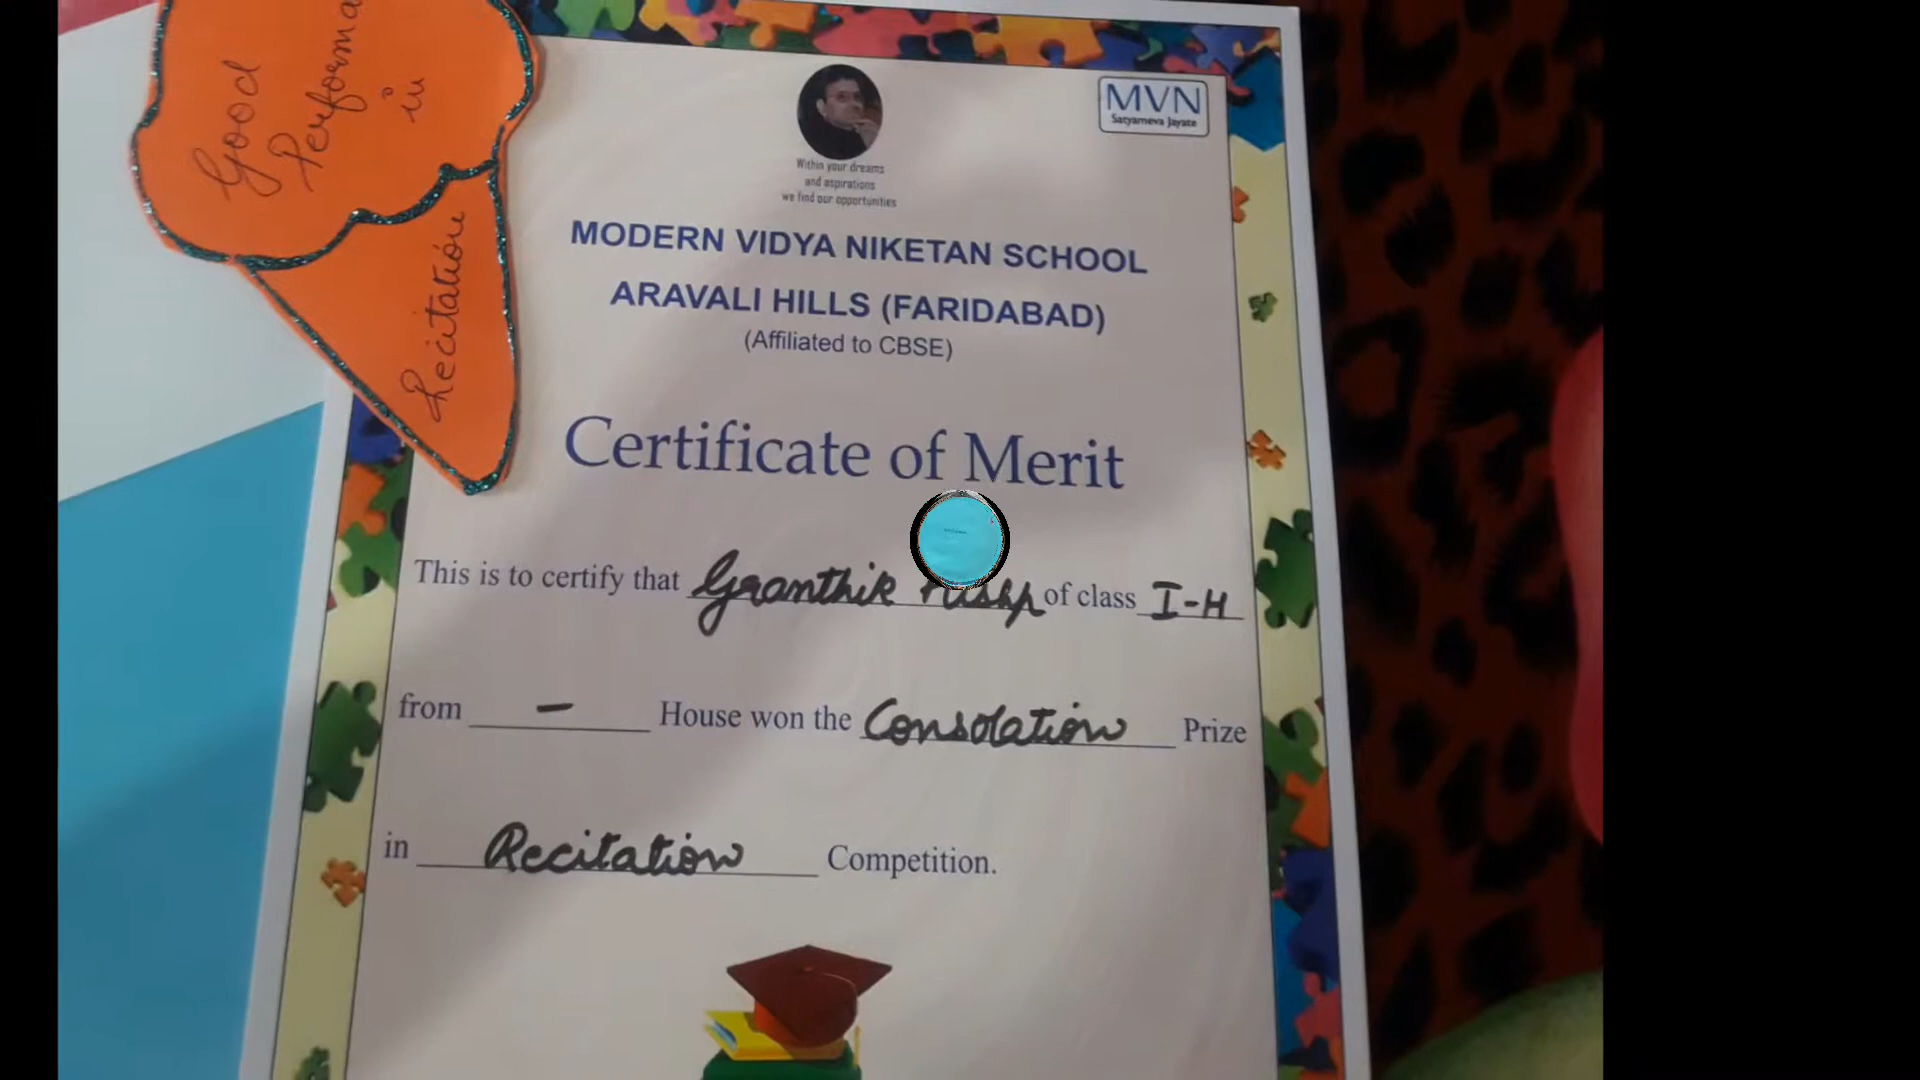 Good
Performa
in
Recitation
MVN
Satyameva Jayate
Within your dreams
and aspirations
we find our opportunities
MODERN VIDYA NIKETAN SCHOOL
ARAVALI HILLS (FARIDABAD)
(Affiliated to CBSE)
Certificate of Merit
This is to certify that Granthik of class I-H
from — House won the Consolation Prize
in Recitation Competition.